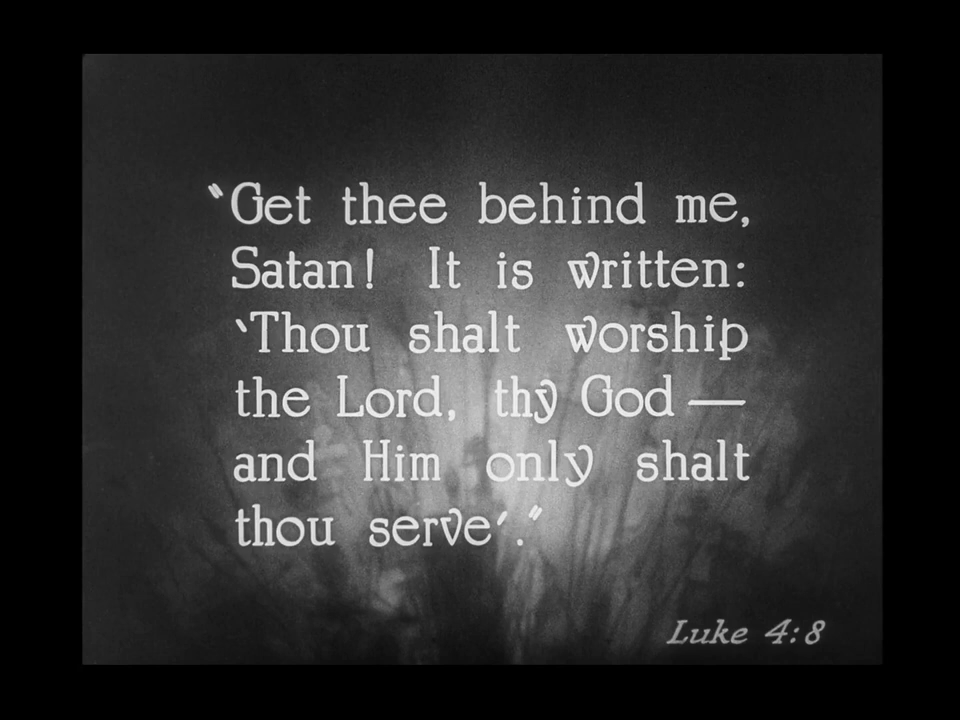 “Get thee behind me,
Satan! It is written:
‘Thou shalt worship
the Lord, thy God —
and Him only shalt
thou serve’.”
Luke 4:8